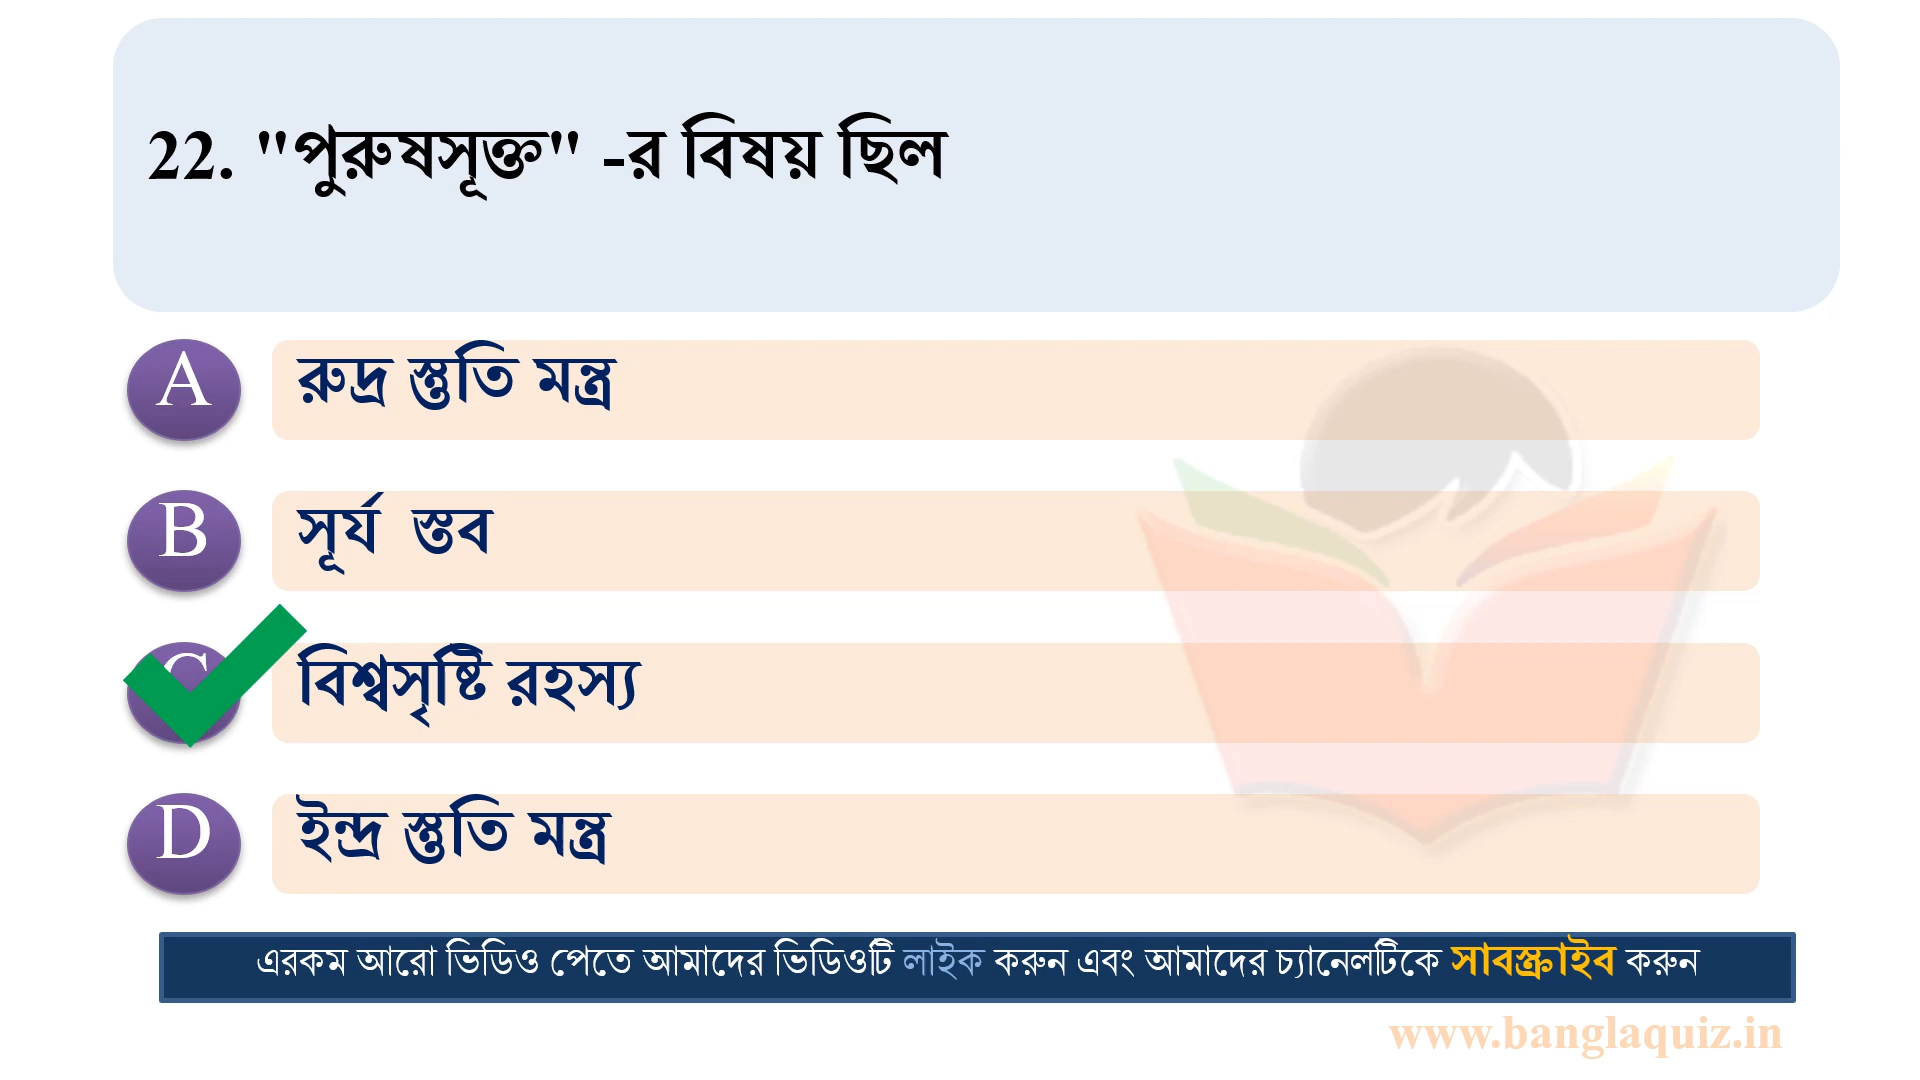 22. "পুরুষসূক্ত" -র বিষয় ছিল
A
রুদ্র স্তুতি মন্ত্র
B
সূর্য স্তব
C
বিশ্বসৃষ্টি রহস্য
D
ইন্দ্র স্তুতি মন্ত্র
এরকম আরো ভিডিও পেতে আমাদের ভিডিওটি লাইক করুন এবং আমাদের চ্যানেলটিকে সাবস্ক্রাইব করুন
www.banglaquiz.in